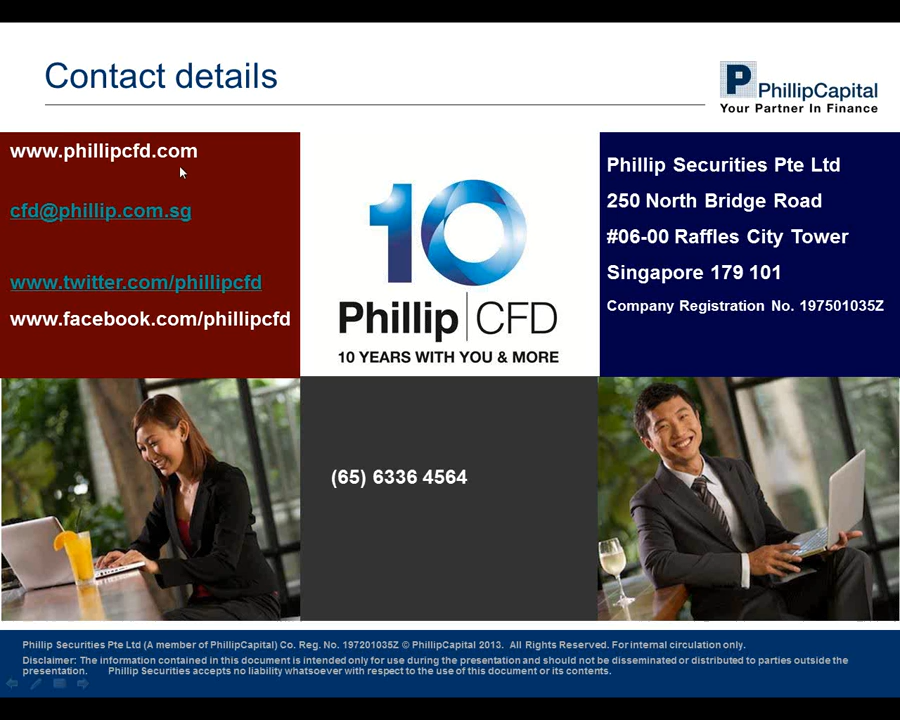 Contact details
P PhillipCapital
Your Partner In Finance
www.phillipcfd.com
cfd@phillip.com.sg
www.twitter.com/phillipcfd
www.facebook.com/phillipcfd
10
Phillip CFD
10 YEARS WITH YOU & MORE
Phillip Securities Pte Ltd
250 North Bridge Road
#06-00 Raffles City Tower
Singapore 179 101
Company Registration No. 197501035Z
(65) 6336 4564
Phillip Securities Pte Ltd (A member of PhillipCapital) Co. Reg. No. 197201035Z © PhillipCapital 2013. All Rights Reserved. For internal circulation only.
Disclaimer: The information contained in this document is intended only for use during the presentation and should not be disseminated or distributed to parties outside the
presentation. Phillip Securities accepts no liability whatsoever with respect to the use of this document or its contents.